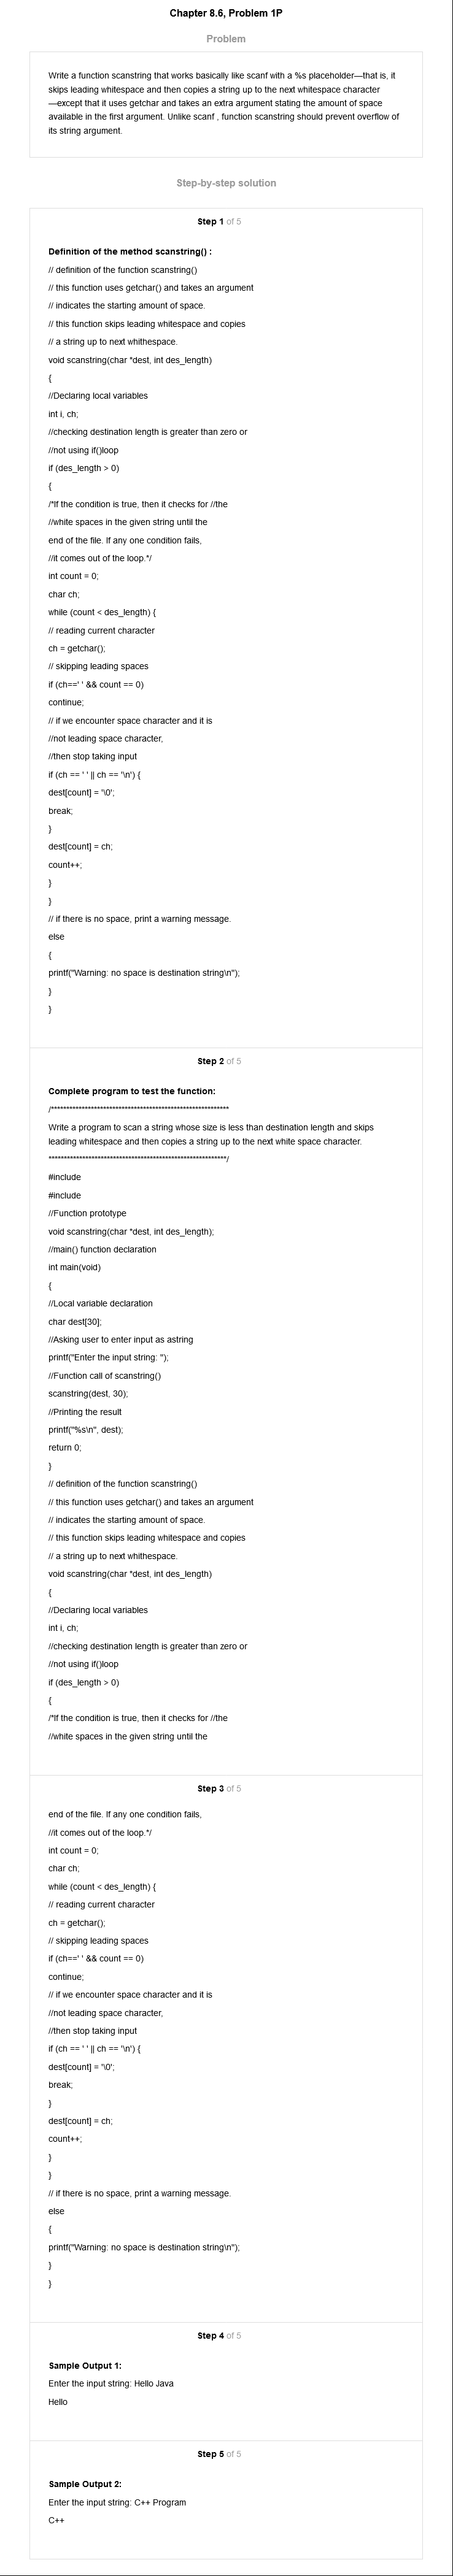 Chapter 8.6, Problem 1P
Problem
Write a function scanstring that works basically like scanf with a %s placeholder—that is, it
skips leading whitespace and then copies a string up to the next whitespace character
—except that it uses getchar and takes an extra argument stating the amount of space
available in the first argument. Unlike scanf , function scanstring should prevent overflow of
its string argument.
Step-by-step solution
Step 1 of 5
Definition of the method scanstring() :
// definition of the function scanstring()
// this function uses getchar() and takes an argument
// indicates the starting amount of space.
// this function skips leading whitespace and copies
// a string up to next whithespace.
void scanstring(char *dest, int des_length)
{
//Declaring local variables
int i, ch;
//checking destination length is greater than zero or
//not using if()loop
if (des_length > 0)
{
/*If the condition is true, then it checks for //the
//white spaces in the given string until the
end of the file. If any one condition fails,
//it comes out of the loop.*/
int count = 0;
char ch;
while (count < des_length) {
// reading current character
ch = getchar();
// skipping leading spaces
if (ch==' ' && count == 0)
continue;
// if we encounter space character and it is
//not leading space character,
//then stop taking input
if (ch == ' ' || ch == '\n') {
dest[count] = '\0';
break;
}
dest[count] = ch;
count++;
}
}
// if there is no space, print a warning message.
else
{
printf("Warning: no space is destination string\n");
}
}
Step 2 of 5
Complete program to test the function:
/***********************************************************
Write a program to scan a string whose size is less than destination length and skips
leading whitespace and then copies a string up to the next white space character.
***********************************************************/
#include
#include
//Function prototype
void scanstring(char *dest, int des_length);
//main() function declaration
int main(void)
{
//Local variable declaration
char dest[30];
//Asking user to enter input as astring
printf("Enter the input string: ");
//Function call of scanstring()
scanstring(dest, 30);
//Printing the result
printf("%s\n", dest);
return 0;
}
// definition of the function scanstring()
// this function uses getchar() and takes an argument
// indicates the starting amount of space.
// this function skips leading whitespace and copies
// a string up to next whithespace.
void scanstring(char *dest, int des_length)
{
//Declaring local variables
int i, ch;
//checking destination length is greater than zero or
//not using if()loop
if (des_length > 0)
{
/*If the condition is true, then it checks for //the
//white spaces in the given string until the
Step 3 of 5
end of the file. If any one condition fails,
//it comes out of the loop.*/
int count = 0;
char ch;
while (count < des_length) {
// reading current character
ch = getchar();
// skipping leading spaces
if (ch==' ' && count == 0)
continue;
// if we encounter space character and it is
//not leading space character,
//then stop taking input
if (ch == ' ' || ch == '\n') {
dest[count] = '\0';
break;
}
dest[count] = ch;
count++;
}
}
// if there is no space, print a warning message.
else
{
printf("Warning: no space is destination string\n");
}
}
Step 4 of 5
Sample Output 1:
Enter the input string: Hello Java
Hello
Step 5 of 5
Sample Output 2:
Enter the input string: C++ Program
C++